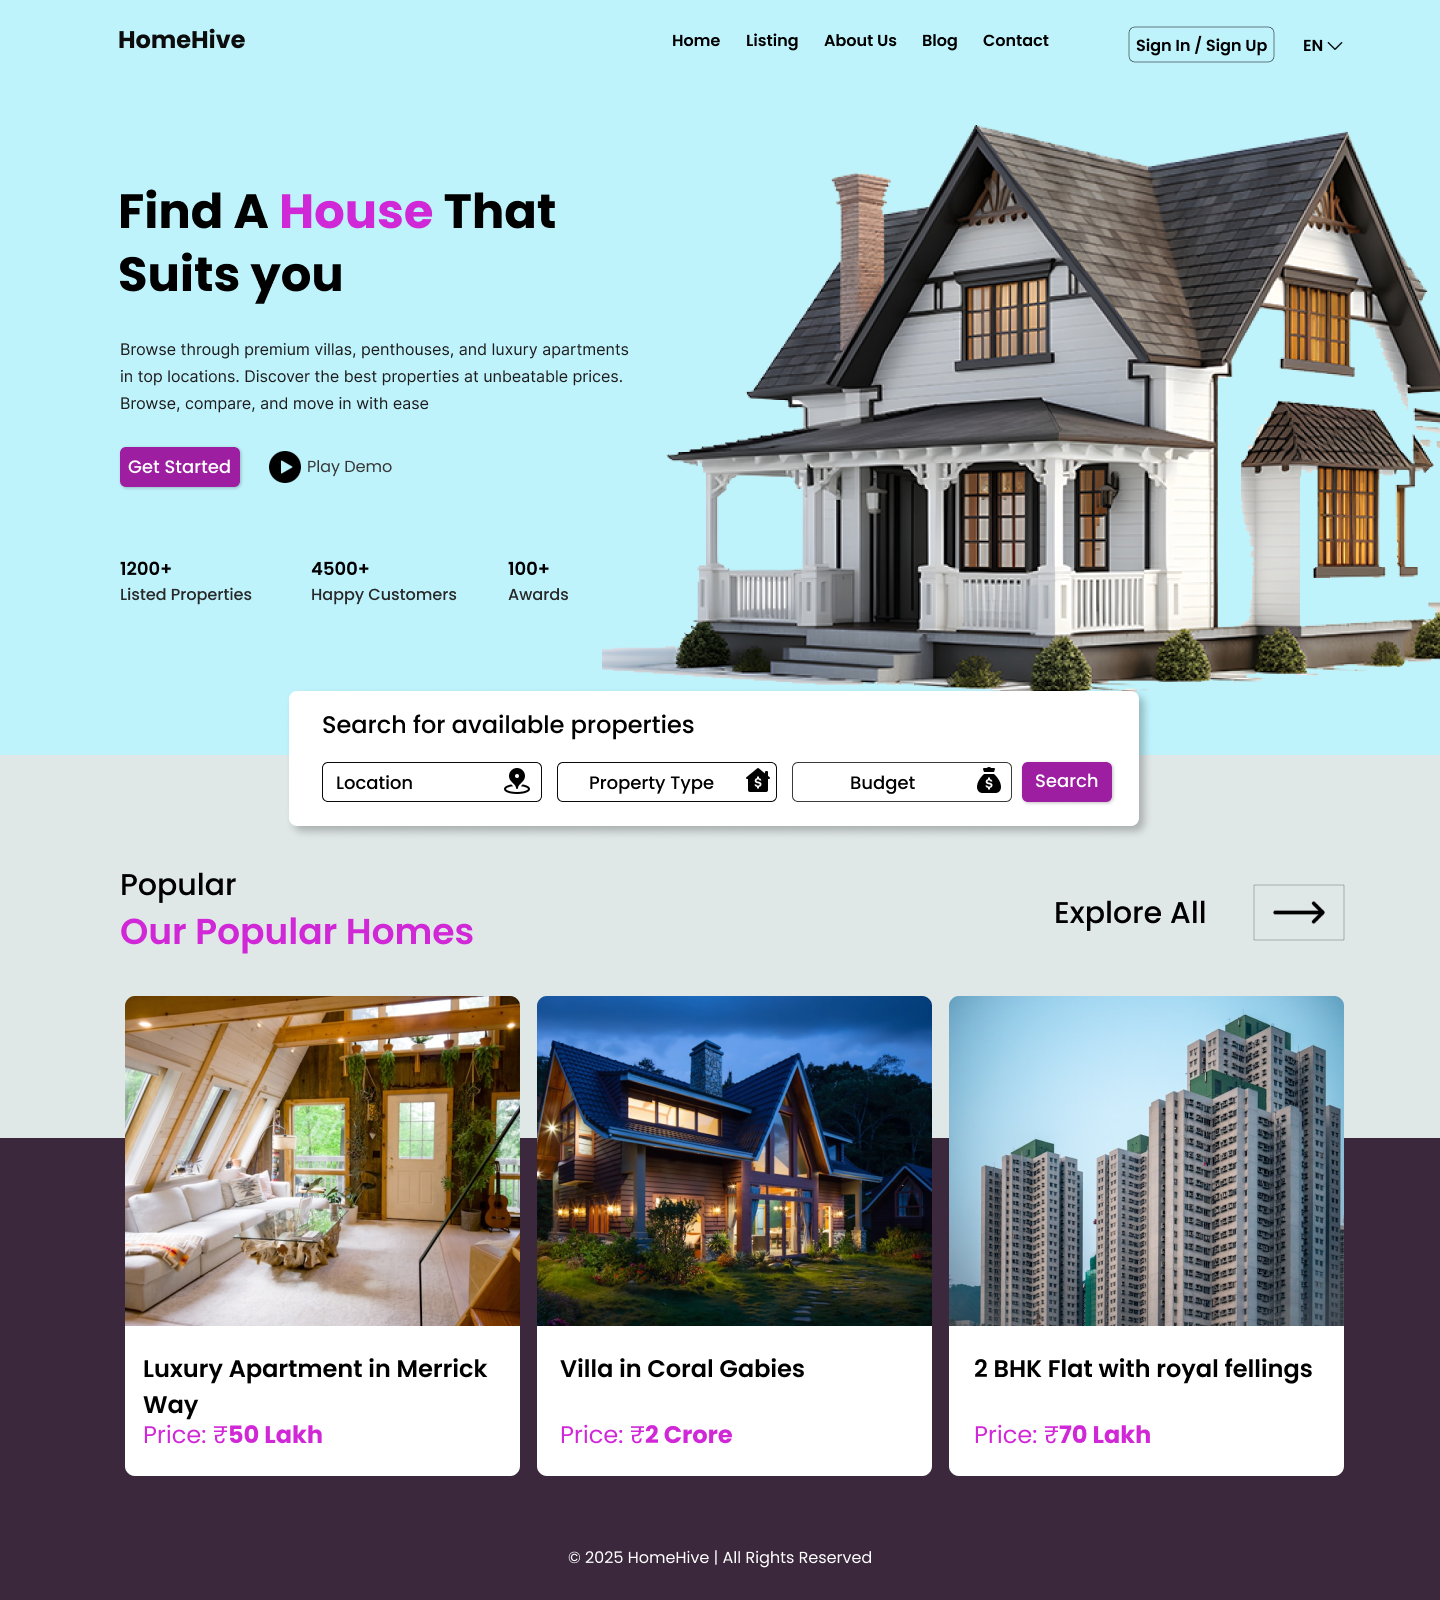 HomeHive
Home
Listing
About Us
Blog
Contact
Sign In / Sign Up
EN
Find A House That
Suits you
Browse through premium villas, penthouses, and luxury apartments
in top locations. Discover the best properties at unbeatable prices.
Browse, compare, and move in with ease
Get Started
Play Demo
1200+
Listed Properties
4500+
Happy Customers
100+
Awards
Search for available properties
Location
Property Type
Budget
Search
Popular
Our Popular Homes
Explore All
Luxury Apartment in Merrick
Way
Price: ₹50 Lakh
Villa in Coral Gabies
Price: ₹2 Crore
2 BHK Flat with royal fellings
Price: ₹70 Lakh
© 2025 HomeHive | All Rights Reserved